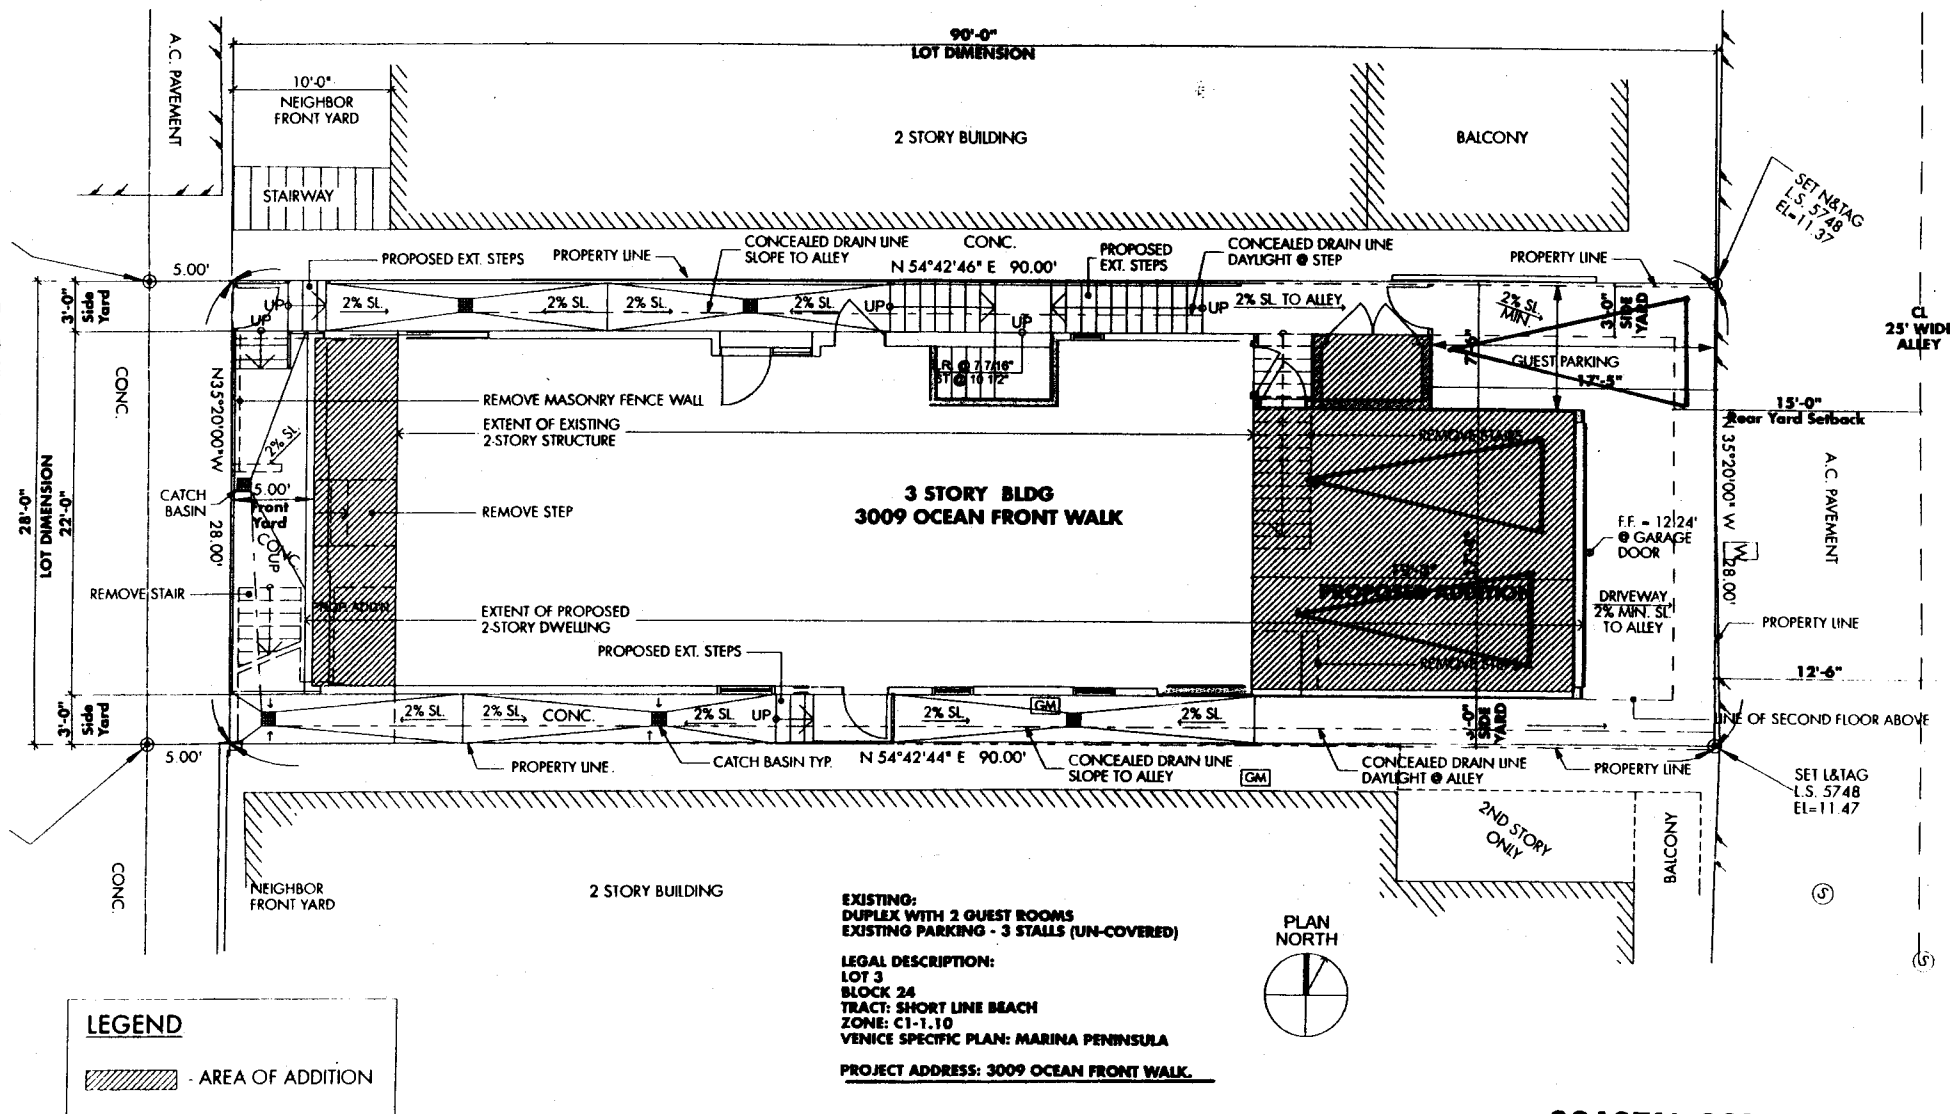 90'-0"
LOT DIMENSION
A.C. PAVEMENT
10'-0"
NEIGHBOR
FRONT YARD
2 STORY BUILDING
BALCONY
STAIRWAY
SET N&TAG
L.S. 5748
EL=11.37
PROPOSED EXT. STEPS
PROPERTY LINE
CONCEALED DRAIN LINE
SLOPE TO ALLEY
CONC.
N 54°42'46" E 90.00'
PROPOSED
EXT. STEPS
CONCEALED DRAIN LINE
DAYLIGHT @ STEP
PROPERTY LINE
5.00'
3'-0"
Side
Yard
UP
UP
2% SL.
2% SL.
2% SL.
2% SL.
UP
UP
UP
2% SL. TO ALLEY
2% SL.
MIN.
3'-0"
SIDE
YARD
CL
25' WIDE
ALLEY
GUEST PARKING
17'-5"
15'-0"
Rear Yard Setback
CONC.
N35°20'00"W 28.00'
REMOVE MASONRY FENCE WALL
EXTENT OF EXISTING
2-STORY STRUCTURE
REMOVE STAIRS
2% SL.
28'-0"
LOT DIMENSION
22'-0"
CATCH
BASIN
5.00'
Front
Yard
CONC.
UP
REMOVE STEP
3 STORY BLDG
3009 OCEAN FRONT WALK
F.F. = 12.24'
@ GARAGE
DOOR
N 35°20'00" W 28.00'
W
A.C. PAVEMENT
REMOVE STAIR
EXTENT OF PROPOSED
2-STORY DWELLING
PROPOSED ADDITION
DRIVEWAY
2% MIN. SL.
TO ALLEY
PROPERTY LINE
PROPOSED EXT. STEPS
REMOVE STEPS
12'-6"
3'-0"
Side
Yard
2% SL.
2% SL.
CONC.
2% SL.
UP
2% SL.
GM
2% SL.
3'-0"
SIDE
YARD
LINE OF SECOND FLOOR ABOVE
5.00'
PROPERTY LINE.
CATCH BASIN TYP.
N 54°42'44" E 90.00'
CONCEALED DRAIN LINE
SLOPE TO ALLEY
GM
CONCEALED DRAIN LINE
DAYLIGHT @ ALLEY
PROPERTY LINE
SET L&TAG
L.S. 5748
EL=11.47
2ND STORY
ONLY
BALCONY
CONC.
NEIGHBOR
FRONT YARD
2 STORY BUILDING
S
S
EXISTING:
DUPLEX WITH 2 GUEST ROOMS
EXISTING PARKING - 3 STALLS (UN-COVERED)
LEGAL DESCRIPTION:
LOT 3
BLOCK 24
TRACT: SHORT LINE BEACH
ZONE: C1-1.10
VENICE SPECIFIC PLAN: MARINA PENINSULA
PROJECT ADDRESS: 3009 OCEAN FRONT WALK.
PLAN
NORTH
LEGEND
- AREA OF ADDITION